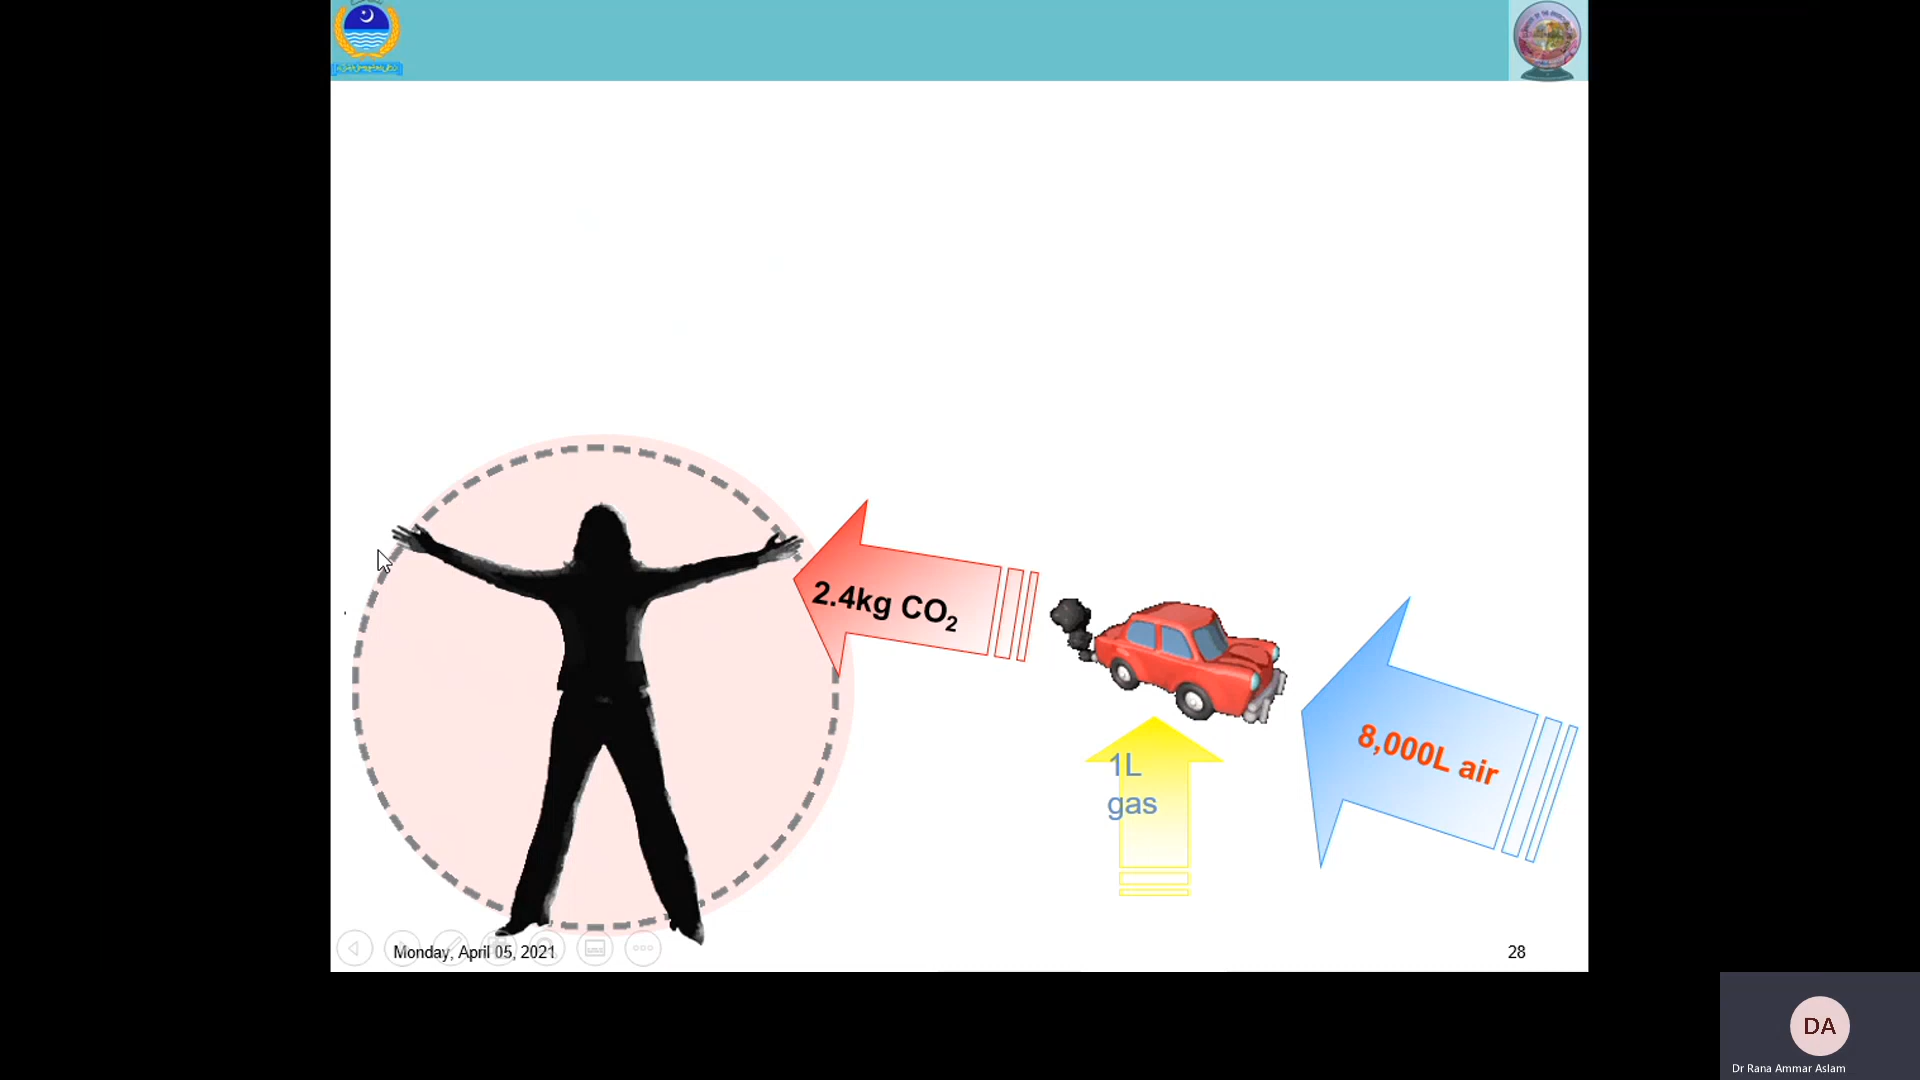 2.4kg CO₂
1L
gas
8,000L air
Monday, April 05, 2021
28
DA
Dr Rana Ammar Aslam